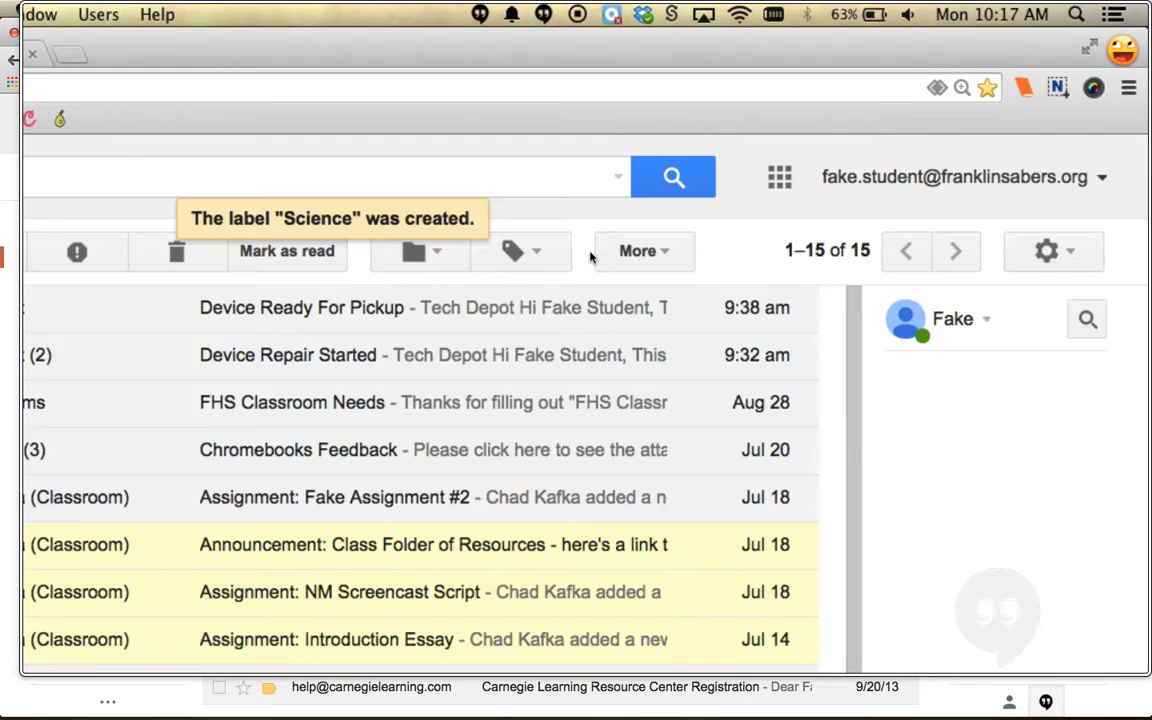 dow Users Help 63% Mon 10:17 AM
fake.student@franklinsabers.org
The label "Science" was created.
Mark as read More 1–15 of 15
Device Ready For Pickup - Tech Depot Hi Fake Student, T 9:38 am
Fake
(2) Device Repair Started - Tech Depot Hi Fake Student, This 9:32 am
ms FHS Classroom Needs - Thanks for filling out "FHS Classr Aug 28
(3) Chromebooks Feedback - Please click here to see the atta Jul 20
(Classroom) Assignment: Fake Assignment #2 - Chad Kafka added a n Jul 18
(Classroom) Announcement: Class Folder of Resources - here's a link t Jul 18
(Classroom) Assignment: NM Screencast Script - Chad Kafka added a Jul 18
(Classroom) Assignment: Introduction Essay - Chad Kafka added a new Jul 14
help@carnegielearning.com Carnegie Learning Resource Center Registration - Dear Fa 9/20/13